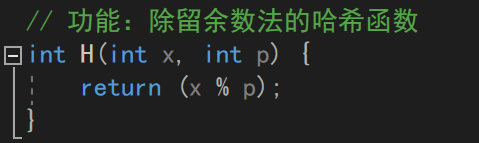 // 功能：除留余数法的哈希函数
int H(int x, int p) {
    return (x % p);
}